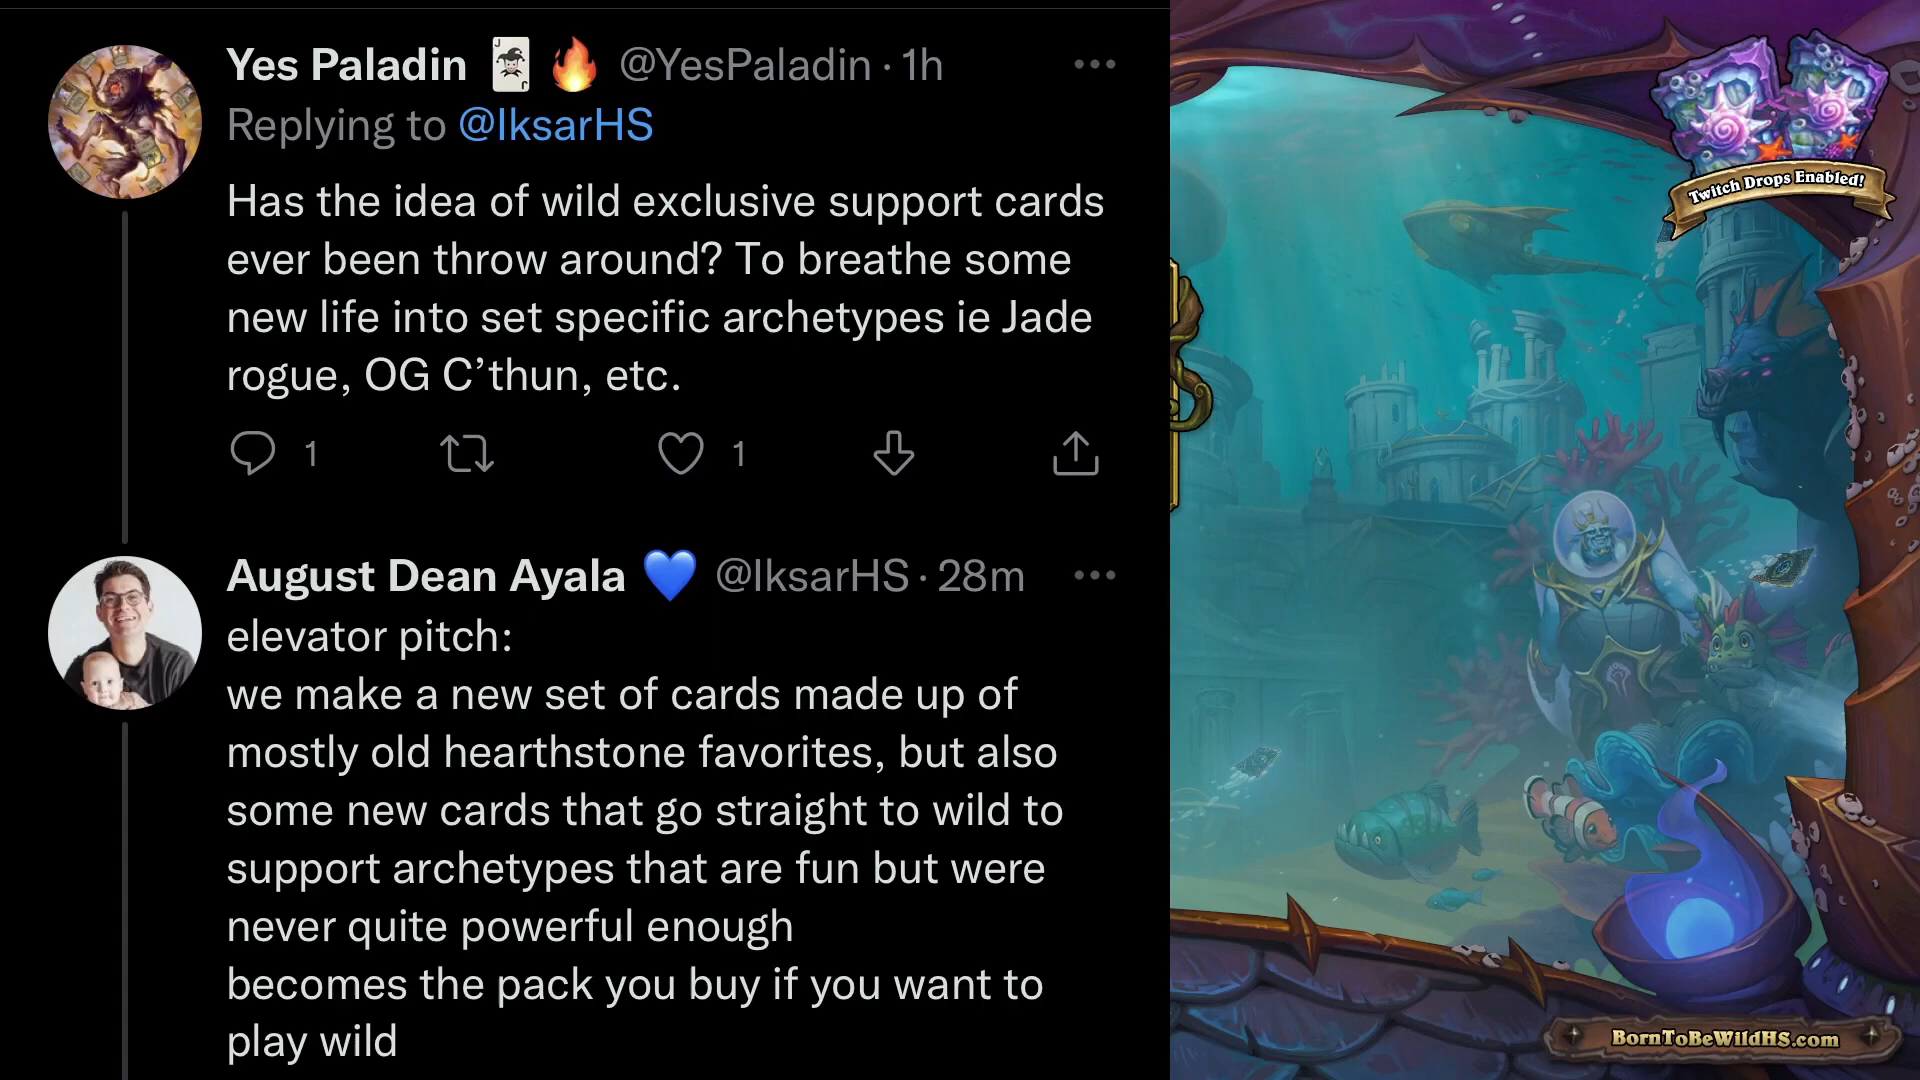 Yes Paladin 🃏 🔥 @YesPaladin · 1h
Replying to @IksarHS
Has the idea of wild exclusive support cards
ever been throw around? To breathe some
new life into set specific archetypes ie Jade
rogue, OG C’thun, etc.
1 1
August Dean Ayala 💙 @IksarHS · 28m
elevator pitch:
we make a new set of cards made up of
mostly old hearthstone favorites, but also
some new cards that go straight to wild to
support archetypes that are fun but were
never quite powerful enough
becomes the pack you buy if you want to
play wild
Twitch Drops Enabled!
BornToBeWildHS.com